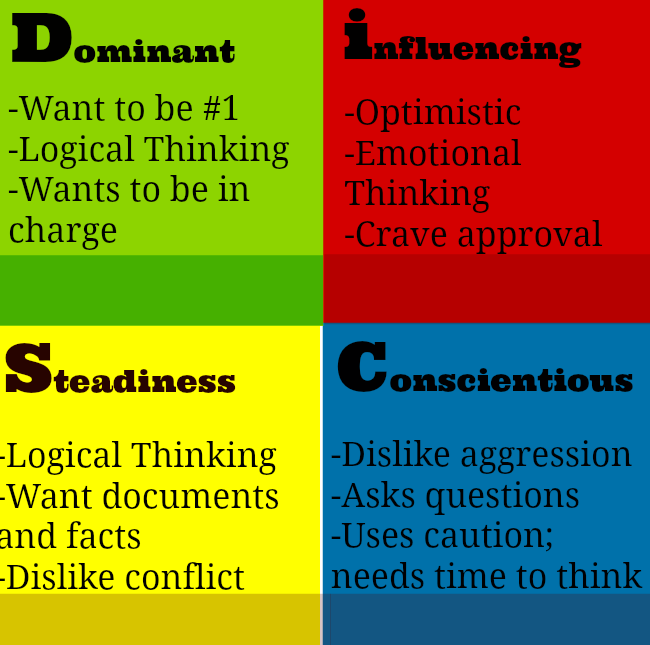 Dominant
-Want to be #1
-Logical Thinking
-Wants to be in
charge
influencing
-Optimistic
-Emotional
Thinking
-Crave approval
Steadiness
-Logical Thinking
-Want documents
and facts
-Dislike conflict
Conscientious
-Dislike aggression
-Asks questions
-Uses caution;
needs time to think